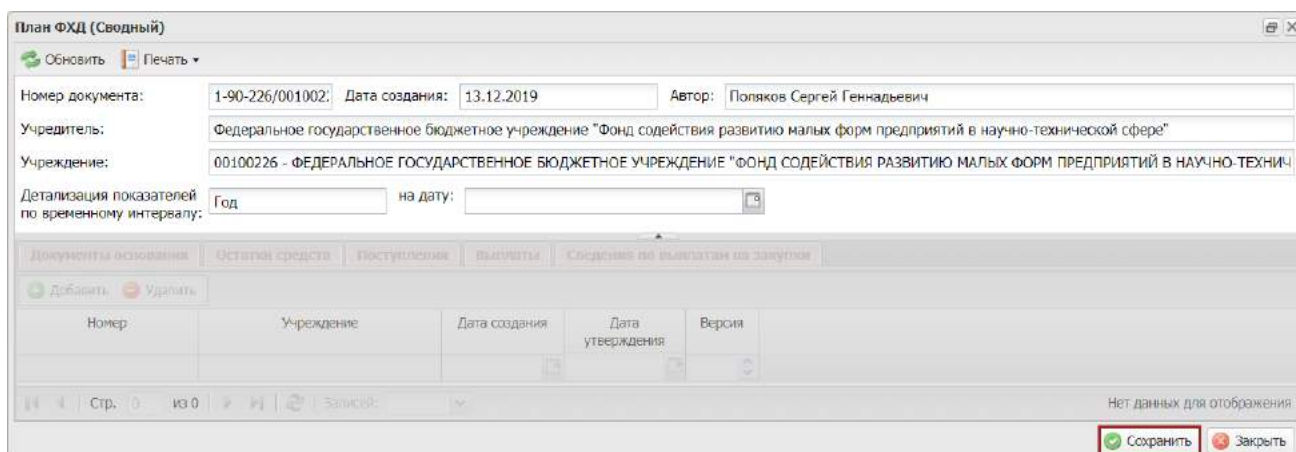 План ФХД (Сводный)
Обновить Печать
Номер документа: 1-90-226/001002 Дата создания: 13.12.2019 Автор: Поляков Сергей Геннадьевич
Учредитель: Федеральное государственное бюджетное учреждение "Фонд содействия развитию малых форм предприятий в научно-технической сфере"
Учреждение: 00100226 - ФЕДЕРАЛЬНОЕ ГОСУДАРСТВЕННОЕ БЮДЖЕТНОЕ УЧРЕЖДЕНИЕ "ФОНД СОДЕЙСТВИЯ РАЗВИТИЮ МАЛЫХ ФОРМ ПРЕДПРИЯТИЙ В НАУЧНО-ТЕХНИЧ
Детализация показателей
по временному интервалу: Год на дату:
Документы основания Остатки средств Поступления Выплаты Сведения по выплатам на закупки
Добавить Удалить
Номер Учреждение Дата создания Дата утверждения Версия
Стр. 0 из 0 Записей: Нет данных для отображения
Сохранить Закрыть